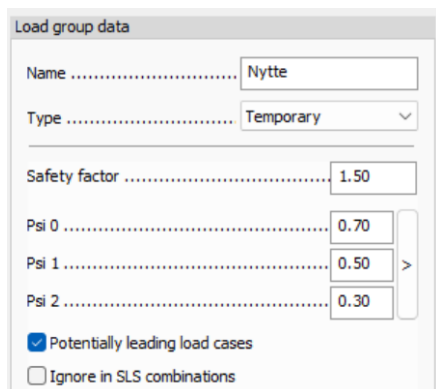 Load group data
Name ............................. Nytte
Type .............................. Temporary
Safety factor ................................... 1.50
Psi 0 ............................................. 0.70
Psi 1 ............................................. 0.50 >
Psi 2 ............................................. 0.30
Potentially leading load cases
Ignore in SLS combinations